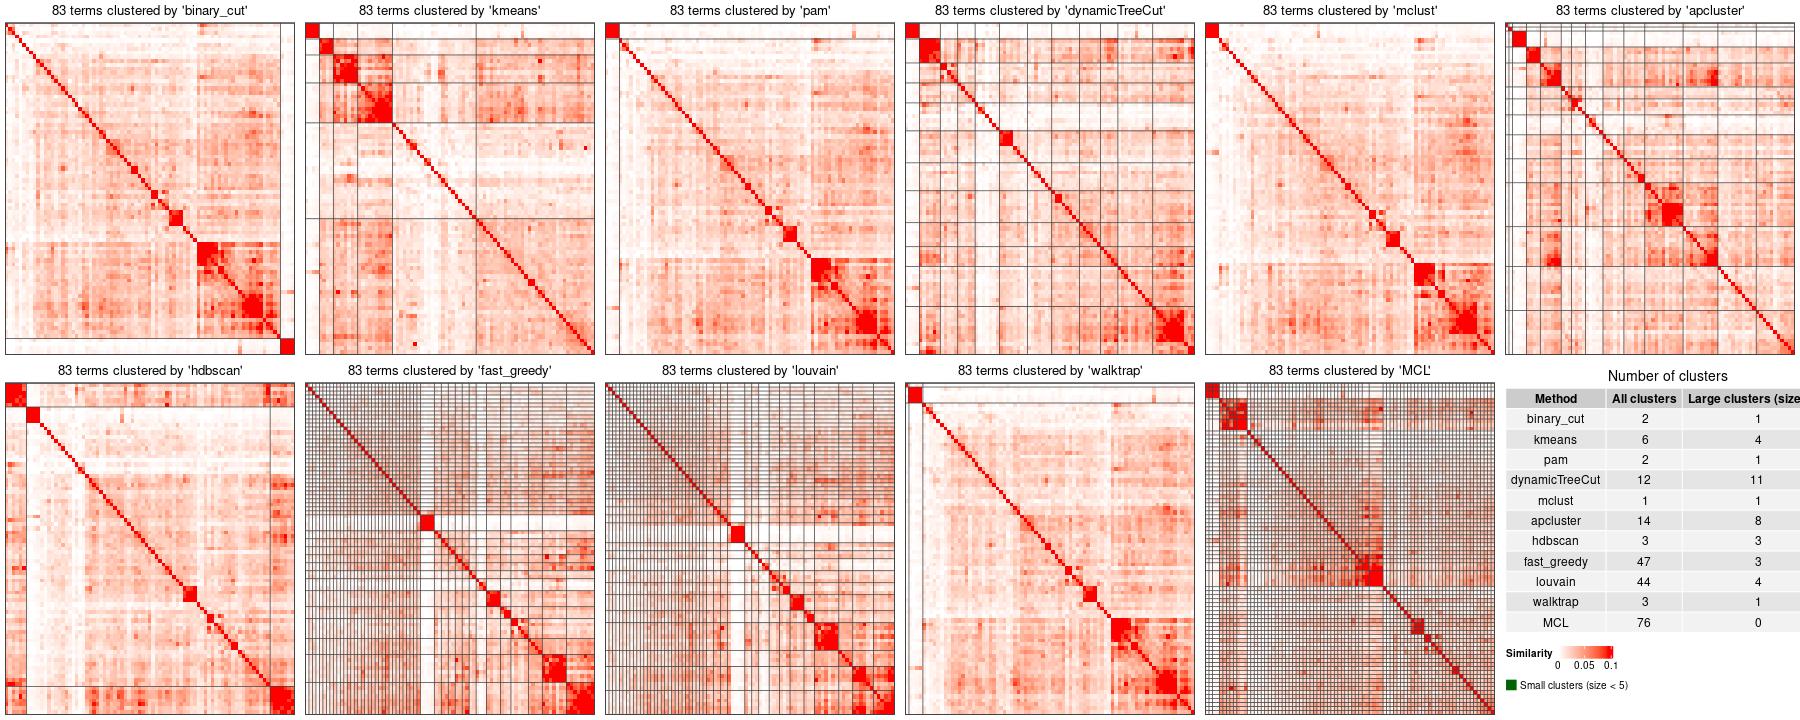 83 terms clustered by 'binary_cut'
83 terms clustered by 'kmeans'
83 terms clustered by 'pam'
83 terms clustered by 'dynamicTreeCut'
83 terms clustered by 'mclust'
83 terms clustered by 'apcluster'
83 terms clustered by 'hdbscan'
83 terms clustered by 'fast_greedy'
83 terms clustered by 'louvain'
83 terms clustered by 'walktrap'
83 terms clustered by 'MCL'
Number of clusters
Method All clusters Large clusters (size
binary_cut 2 1
kmeans 6 4
pam 2 1
dynamicTreeCut 12 11
mclust 1 1
apcluster 14 8
hdbscan 3 3
fast_greedy 47 3
louvain 44 4
walktrap 3 1
MCL 76 0
Similarity
0 0.05 0.1
Small clusters (size < 5)